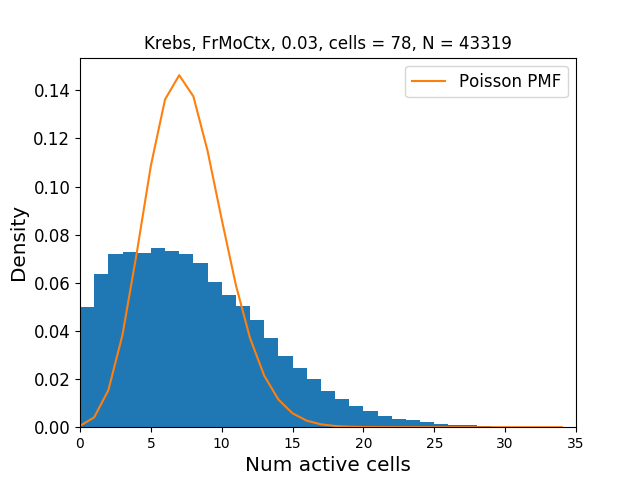 Krebs, FrMoCtx, 0.03, cells = 78, N = 43319
Poisson PMF
0.14
0.12
0.10
0.08
0.06
0.04
0.02
0.00
Density
0 5 10 15 20 25 30 35
Num active cells